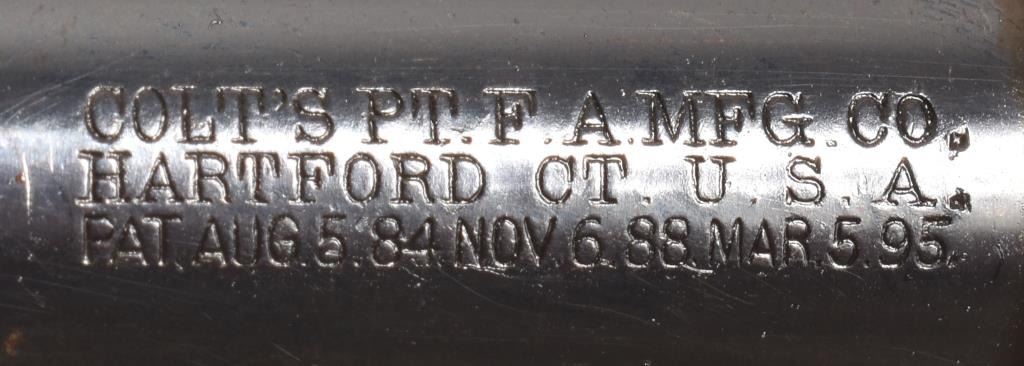 COLT'S PT. F. A. MFG. CO.
HARTFORD CT. U. S. A.
PAT. AUG. 5. 84. NOV. 6. 88. MAR. 5. 95.